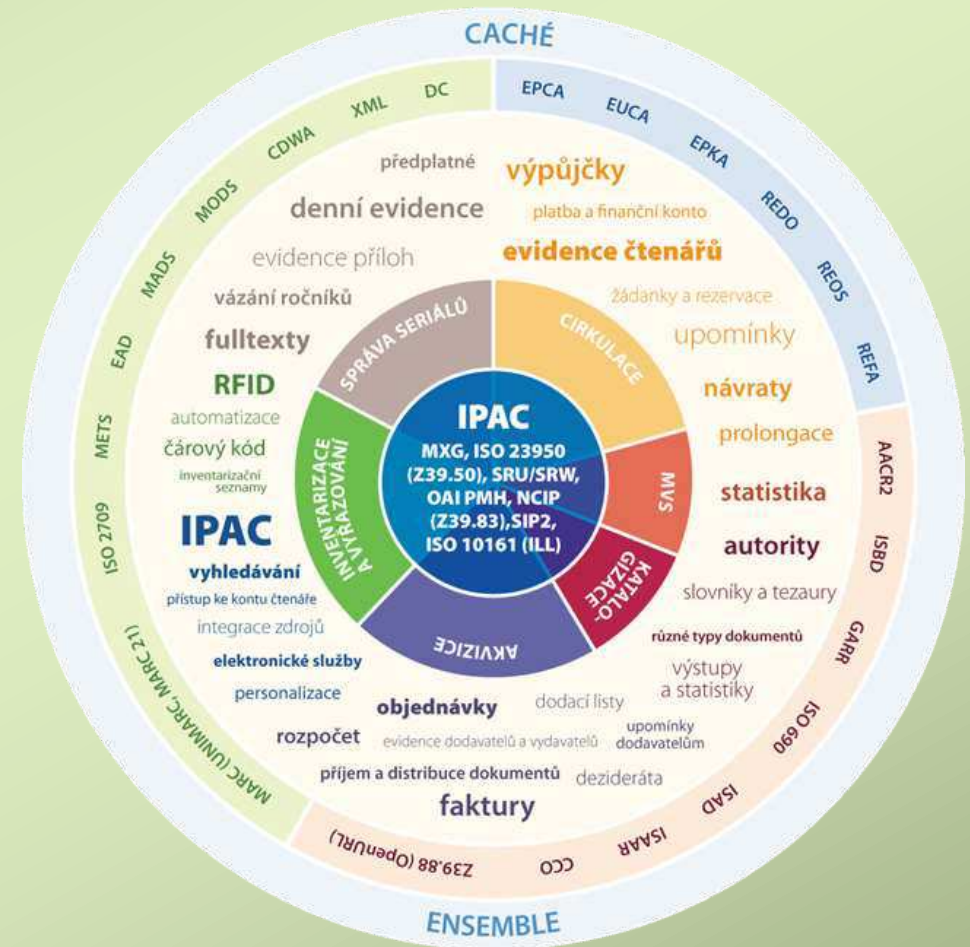 CACHÉ
EPCA
EUCA
EPKA
REDO
REOS
REFA
AACR2
ISBD
GARR
ISO 690
ISAD
ISAAR
CCO
Z39.88 (OpenURL)
ENSEMBLE
MARC (UNIMARC, MARC 21)
ISO 2709
METS
EAD
MADS
MODS
CDWA
XML
DC
předplatné
denní evidence
evidence příloh
vázání ročníků
fulltexty
RFID
automatizace
čárový kód
inventarizační
seznamy
IPAC
vyhledávání
přístup ke kontu čtenáře
integrace zdrojů
elektronické služby
personalizace
výpůjčky
platba a finanční konto
evidence čtenářů
žádanky a rezervace
upomínky
návraty
prolongace
statistika
autority
slovníky a tezaury
různé typy dokumentů
výstupy
a statistiky
objednávky
dodací listy
rozpočet
evidence dodavatelů a vydavatelů
upomínky
dodavatelům
příjem a distribuce dokumentů
dezideráta
faktury
SPRÁVA SERIÁLŮ
CIRKULACE
MVS
KATALO-
GIZACE
AKVIZICE
INVENTARIZACE
A VYŘAZOVÁNÍ
IPAC
MXG, ISO 23950
(Z39.50), SRU/SRW,
OAI PMH, NCIP
(Z39.83),SIP2,
ISO 10161 (ILL)